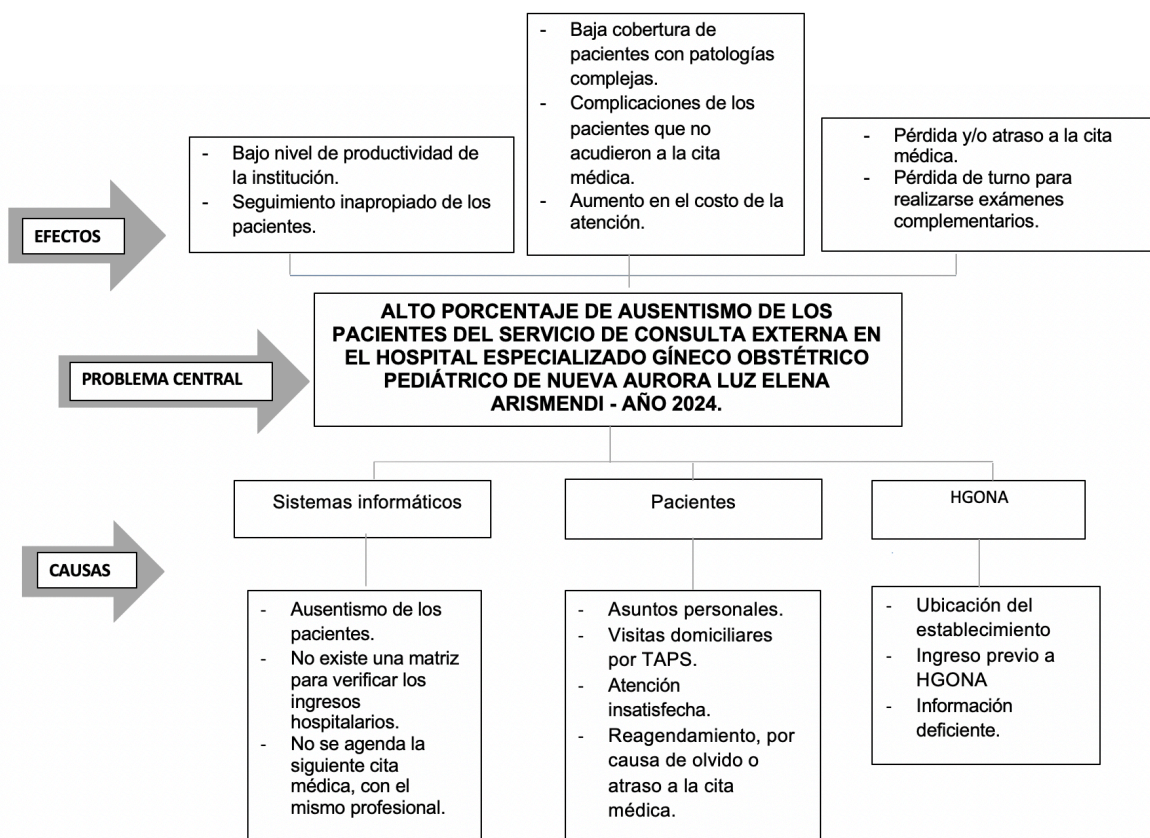 - Baja cobertura de
pacientes con patologías
complejas.
- Complicaciones de los
pacientes que no
acudieron a la cita
médica.
- Aumento en el costo de la
atención.
- Bajo nivel de productividad de
la institución.
- Seguimiento inapropiado de los
pacientes.
- Pérdida y/o atraso a la cita
médica.
- Pérdida de turno para
realizarse exámenes
complementarios.
EFECTOS
ALTO PORCENTAJE DE AUSENTISMO DE LOS
PACIENTES DEL SERVICIO DE CONSULTA EXTERNA EN
EL HOSPITAL ESPECIALIZADO GÍNECO OBSTÉTRICO
PEDIÁTRICO DE NUEVA AURORA LUZ ELENA
ARISMENDI - AÑO 2024.
PROBLEMA CENTRAL
Sistemas informáticos
Pacientes
HGONA
CAUSAS
- Ausentismo de los
pacientes.
- No existe una matriz
para verificar los
ingresos
hospitalarios.
- No se agenda la
siguiente cita
médica, con el
mismo profesional.
- Asuntos personales.
- Visitas domiciliares
por TAPS.
- Atención
insatisfecha.
- Reagendamiento, por
causa de olvido o
atraso a la cita
médica.
- Ubicación del
establecimiento
- Ingreso previo a
HGONA
- Información
deficiente.